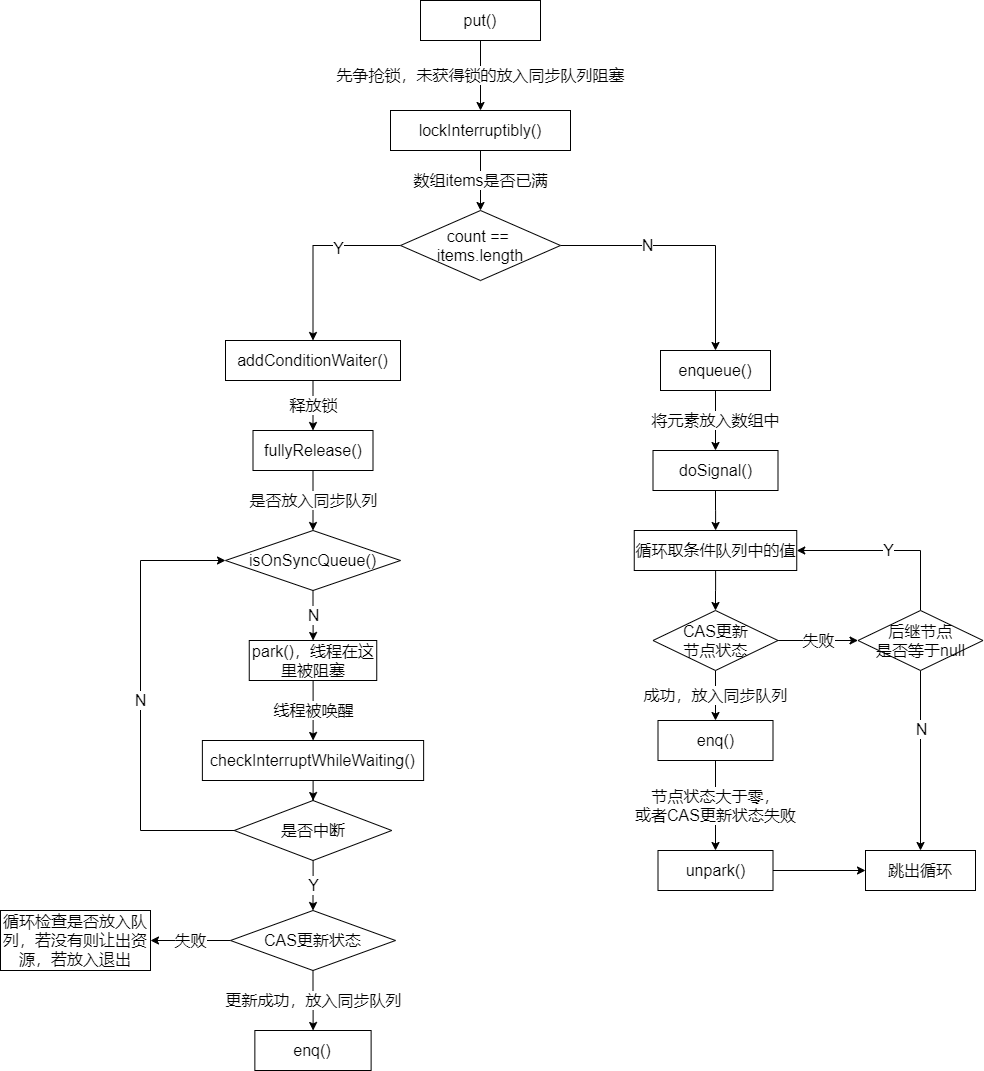 put()
先争抢锁，未获得锁的放入同步队列阻塞
lockInterruptibly()
数组items是否已满
count ==
items.length
Y
N
addConditionWaiter()
释放锁
fullyRelease()
是否放入同步队列
isOnSyncQueue()
N
park()，线程在这
里被阻塞
线程被唤醒
checkInterruptWhileWaiting()
N
是否中断
Y
CAS更新状态
失败
循环检查是否放入队
列，若没有则让出资
源，若放入退出
更新成功，放入同步队列
enq()
enqueue()
将元素放入数组中
doSignal()
循环取条件队列中的值
Y
CAS更新
节点状态
失败
后继节点
是否等于null
成功，放入同步队列
N
enq()
节点状态大于零，
或者CAS更新状态失败
unpark()
跳出循环